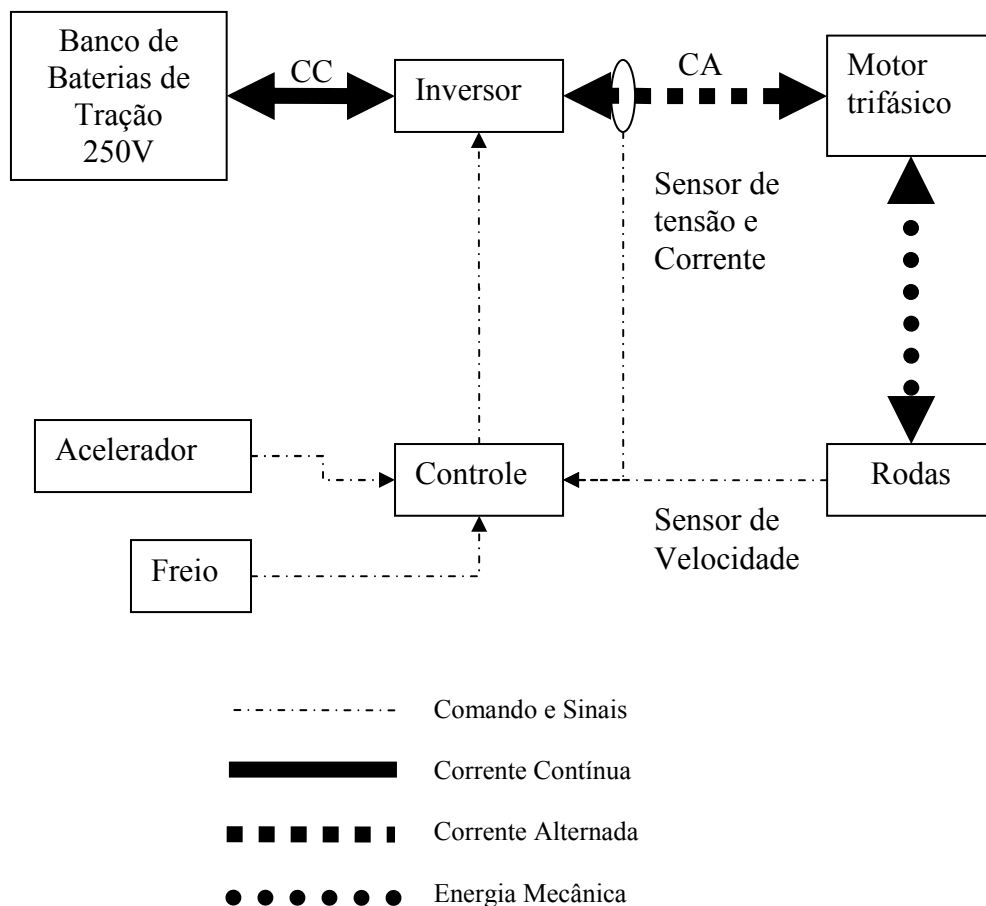 Banco de
Baterias de
Tração
250V
CC
Inversor
CA
Motor
trifásico
Sensor de
tensão e
Corrente
Acelerador
Controle
Rodas
Sensor de
Velocidade
Freio
Comando e Sinais
Corrente Contínua
Corrente Alternada
Energia Mecânica